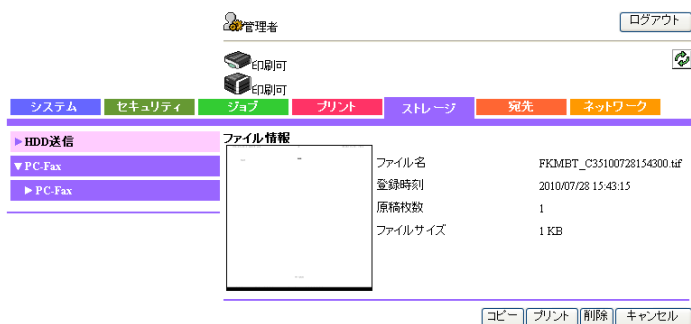 管理者
ログアウト
印刷可
印刷可
システム
セキュリティ
ジョブ
プリント
ストレージ
宛先
ネットワーク
▶HDD送信
▼PC-Fax
▶PC-Fax
ファイル情報
ファイル名 FKMBT_C35100728154300.tif
登録時刻 2010/07/28 15:43:15
原稿枚数 1
ファイルサイズ 1 KB
コピー
プリント
削除
キャンセル